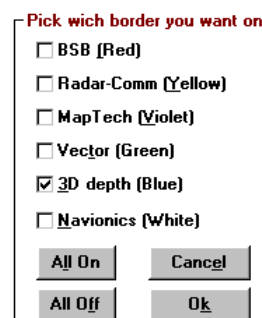 Pick wich border you want on
BSB (Red)
Radar-Comm (Yellow)
MapTech (Violet)
Vector (Green)
3D depth (Blue)
Navionics (White)
All On Cancel
All Off Ok